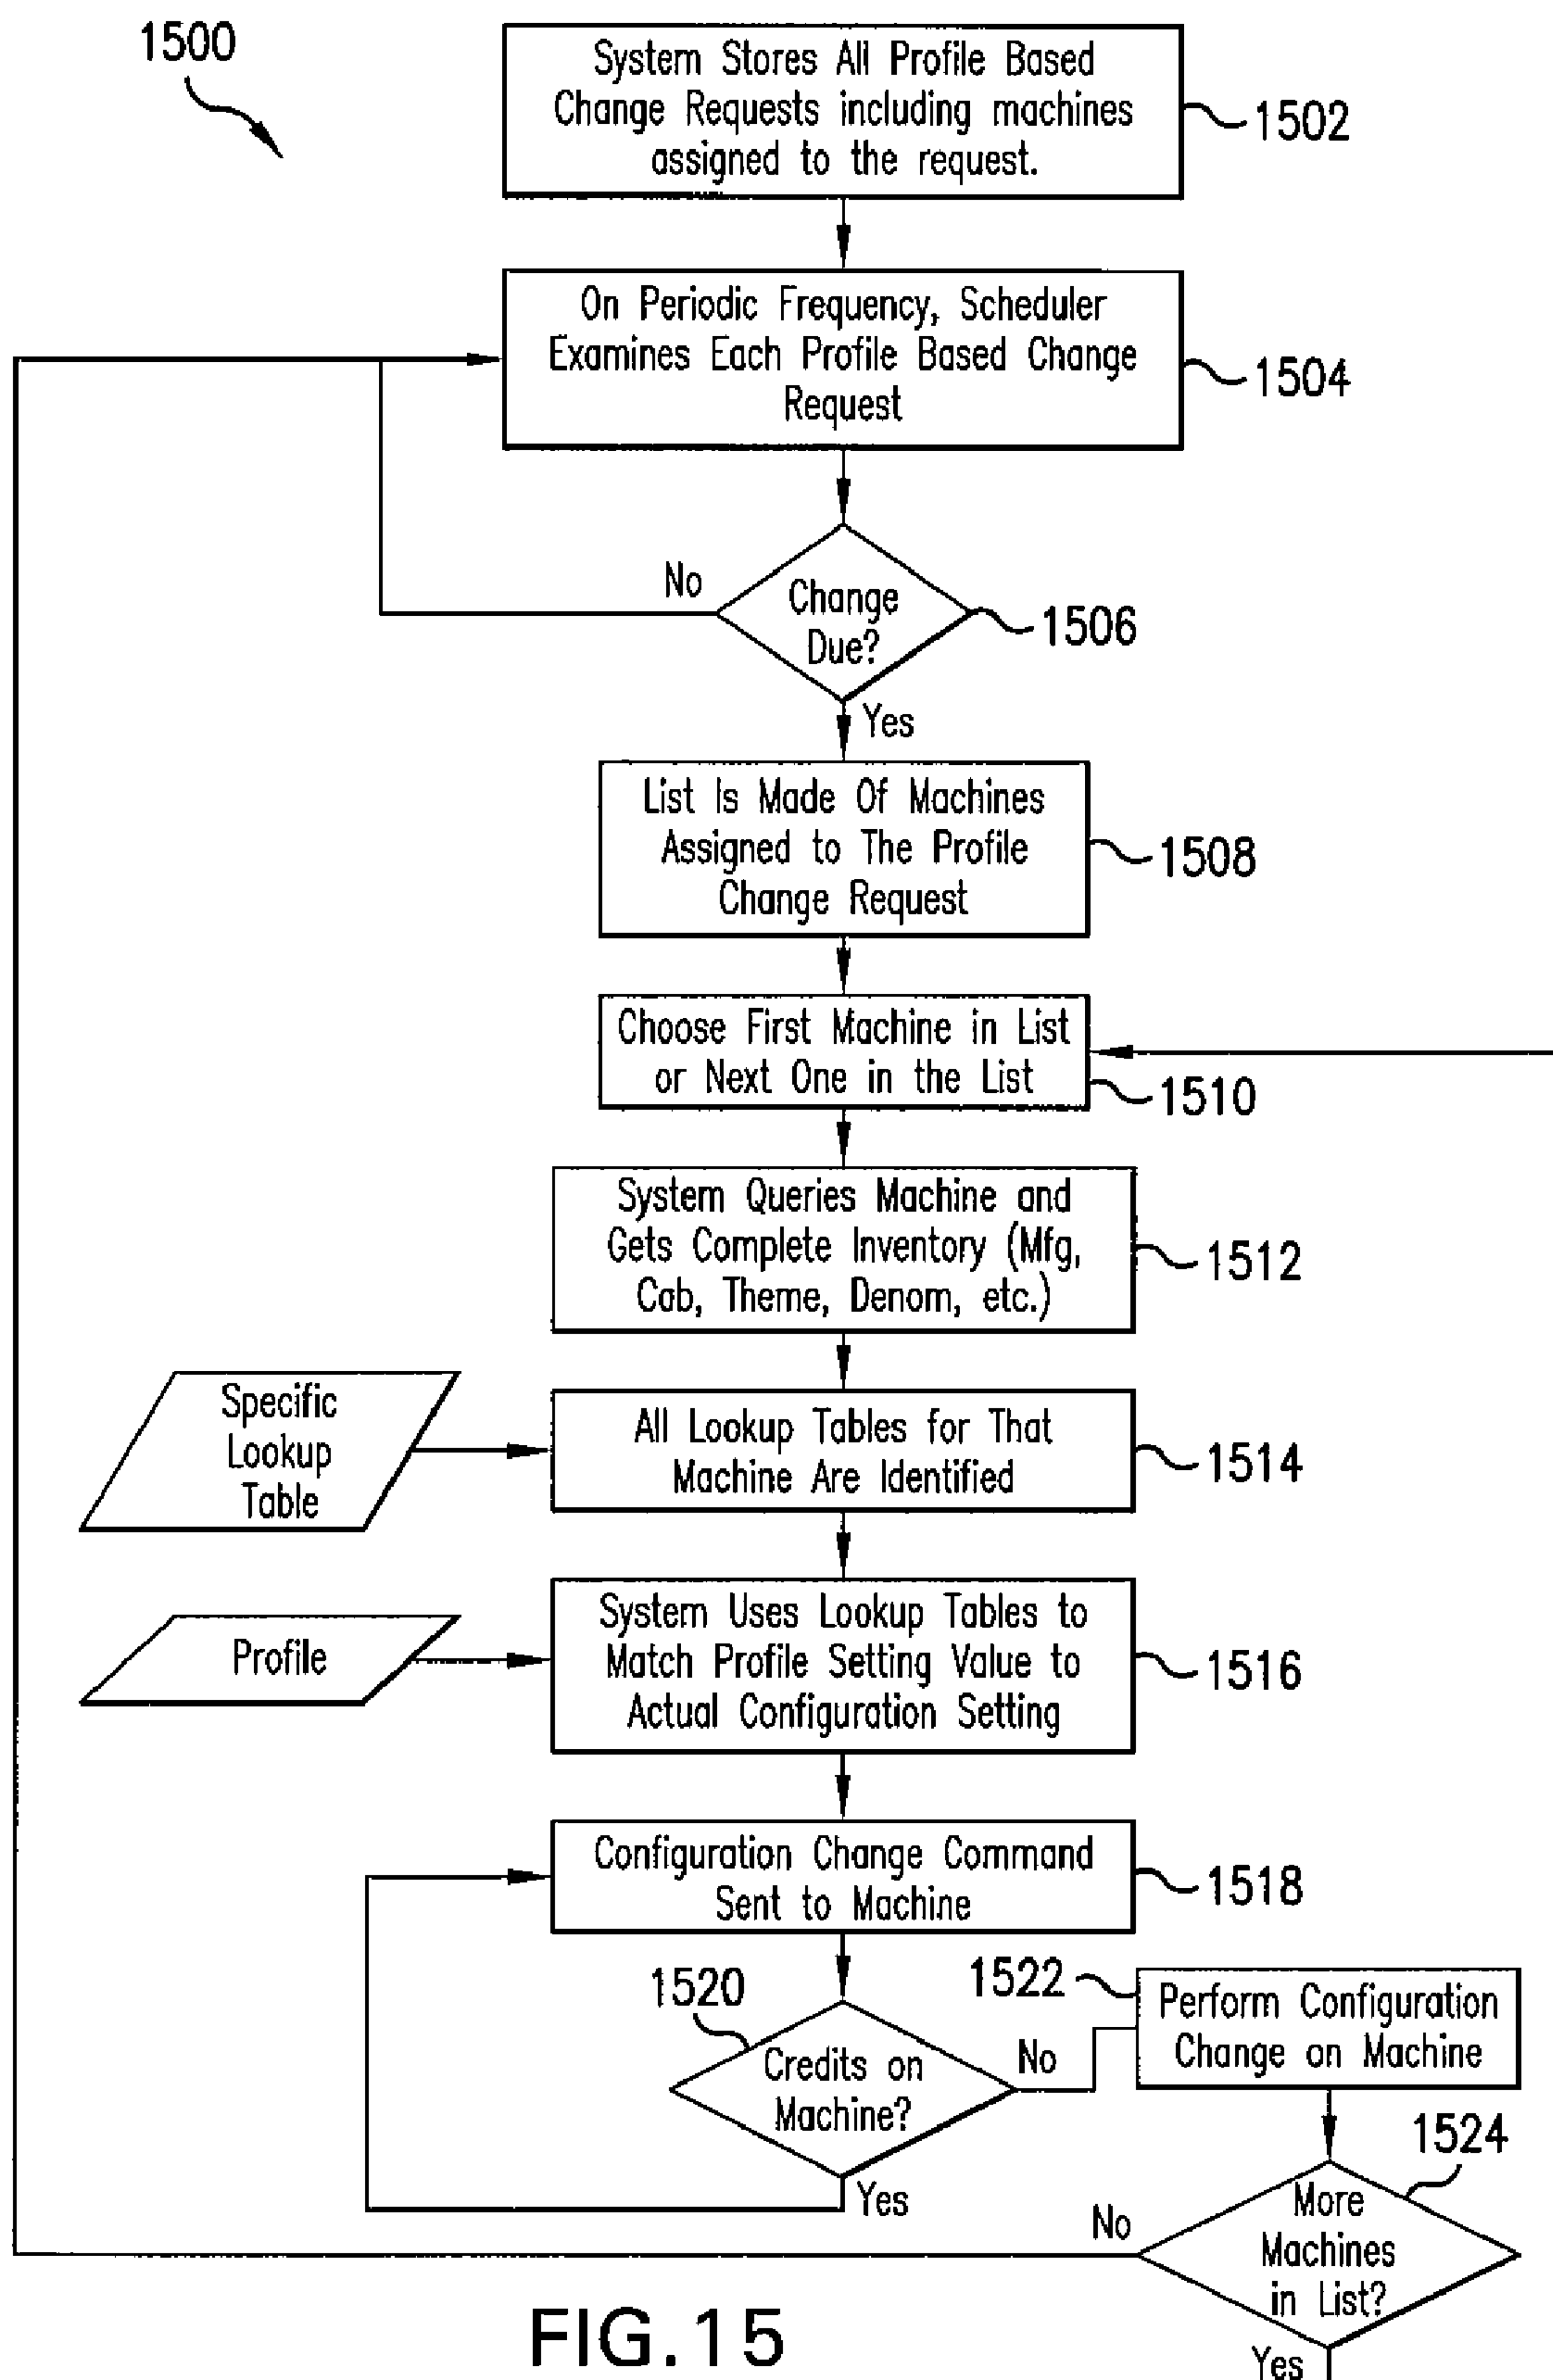 1500
System Stores All Profile Based
Change Requests including machines
assigned to the request.
1502
On Periodic Frequency, Scheduler
Examines Each Profile Based Change
Request
1504
No
Change
Due?
1506
Yes
List Is Made Of Machines
Assigned to The Profile
Change Request
1508
Choose First Machine in List
or Next One in the List
1510
System Queries Machine and
Gets Complete Inventory (Mfg,
Cab, Theme, Denom, etc.)
1512
Specific
Lookup
Table
All Lookup Tables for That
Machine Are Identified
1514
Profile
System Uses Lookup Tables to
Match Profile Setting Value to
Actual Configuration Setting
1516
Configuration Change Command
Sent to Machine
1518
1520
Credits on
Machine?
No
Yes
1522
Perform Configuration
Change on Machine
1524
More
Machines
in List?
No
Yes
FIG.15